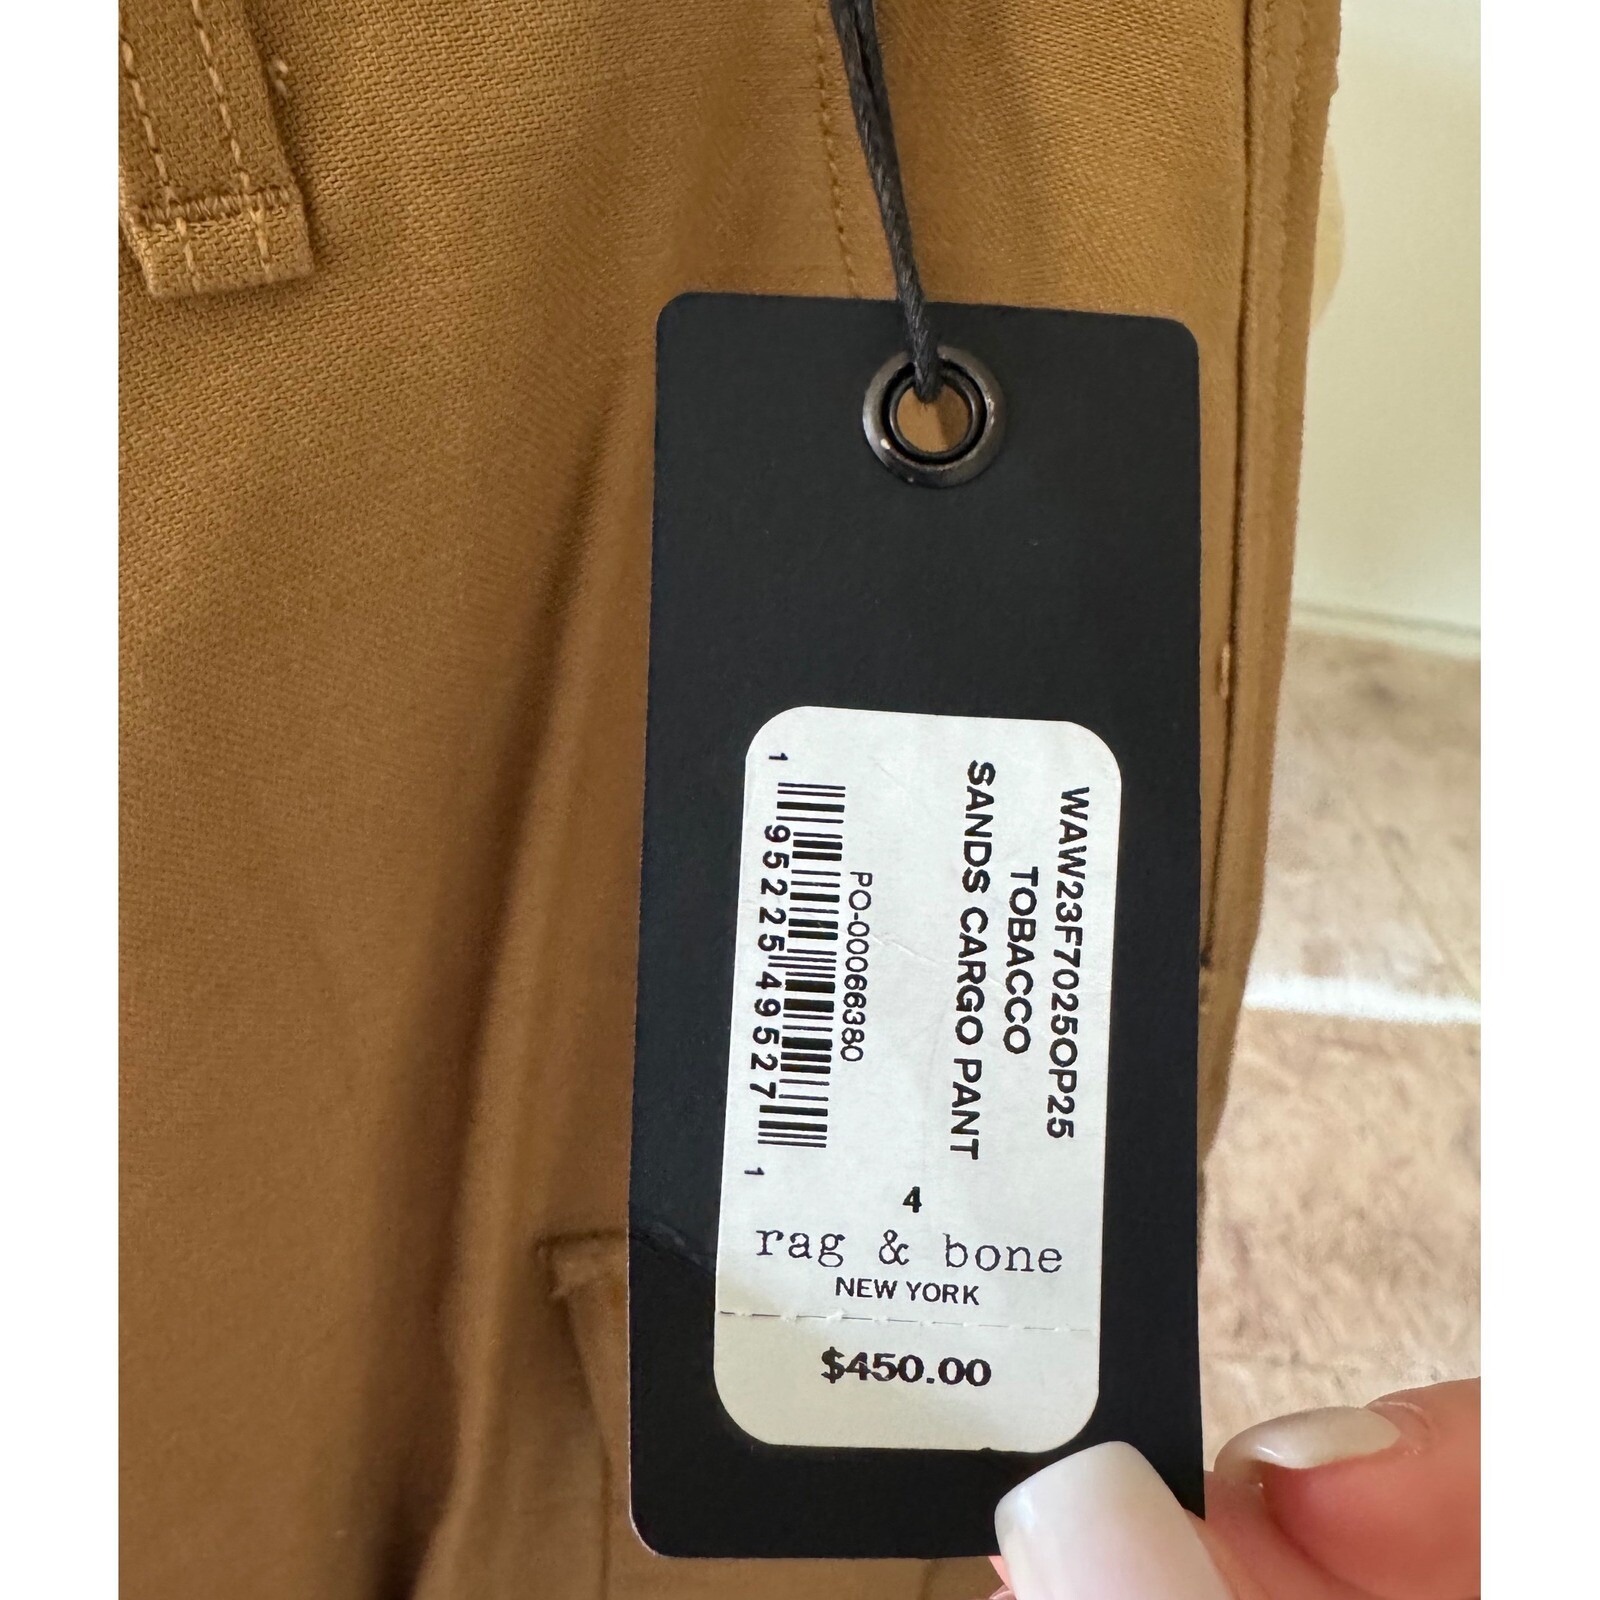 WAW23F7025OP25
TOBACCO
SANDS CARGO PANT
PO-00066380
1 95225 49527 1
4
rag & bone
NEW YORK
$450.00